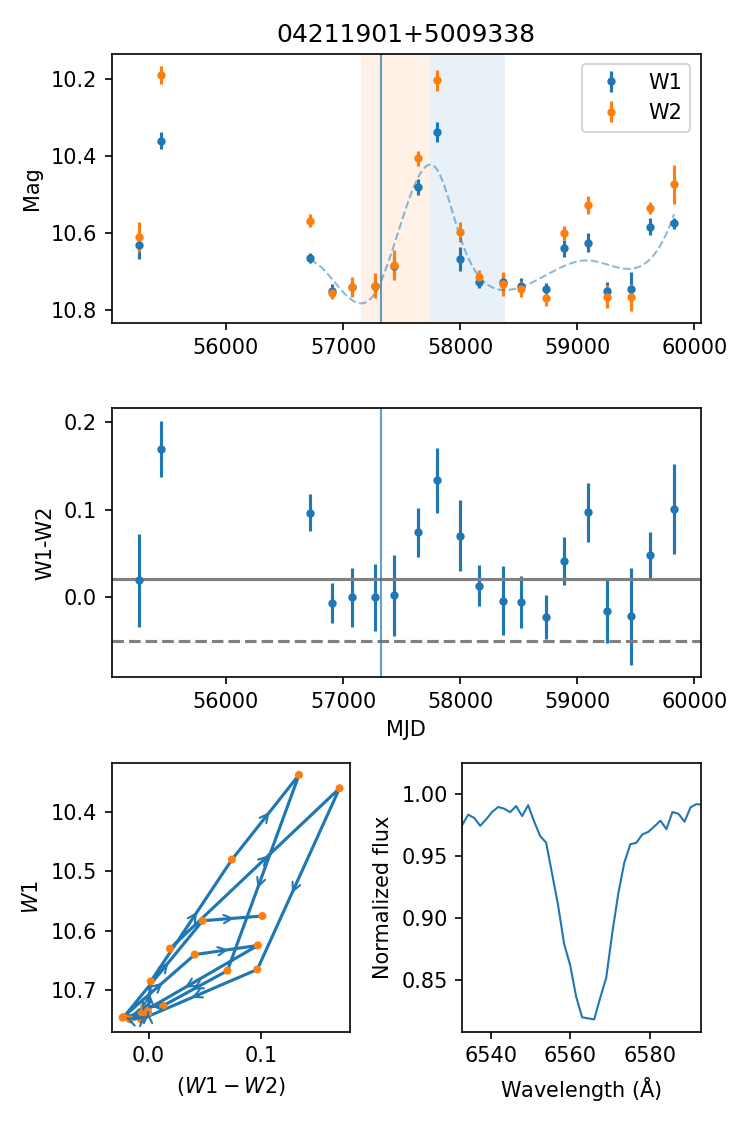 04211901+5009338
10.2
10.4
10.6
10.8
Mag
W1
W2
56000 57000 58000 59000 60000
0.2
0.1
0.0
W1-W2
56000 57000 58000 59000 60000
MJD
10.4
10.5
10.6
10.7
W1
0.0 0.1
(W1 − W2)
1.00
0.95
0.90
0.85
Normalized flux
6540 6560 6580
Wavelength (Å)